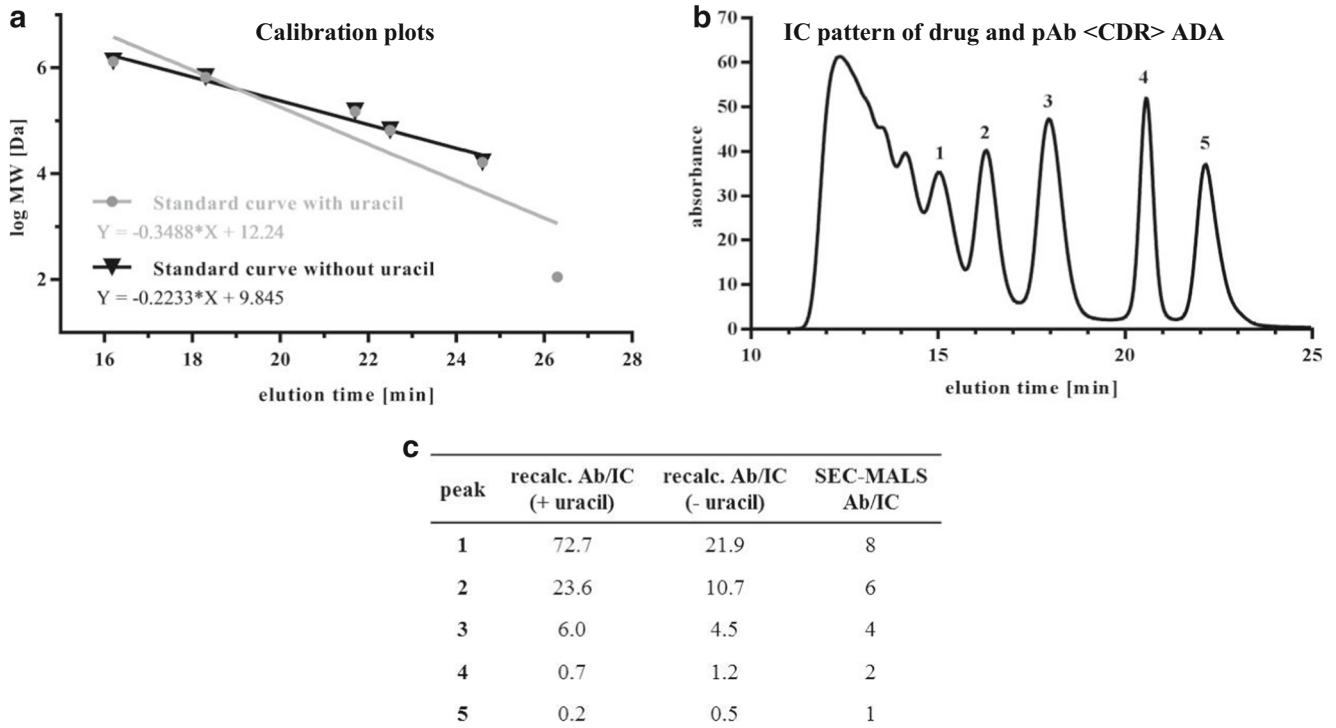 a
Calibration plots
log MW [Da]
6
4
2
Standard curve with uracil
Y = -0.3488*X + 12.24
Standard curve without uracil
Y = -0.2233*X + 9.845
16 18 20 22 24 26 28
elution time [min]
b
IC pattern of drug and pAb <CDR> ADA
absorbance
70
60
50
40
30
20
10
0
1 2 3 4 5
10 15 20 25
elution time [min]
c
peak recalc. Ab/IC (+ uracil) recalc. Ab/IC (- uracil) SEC-MALS Ab/IC
1 72.7 21.9 8
2 23.6 10.7 6
3 6.0 4.5 4
4 0.7 1.2 2
5 0.2 0.5 1